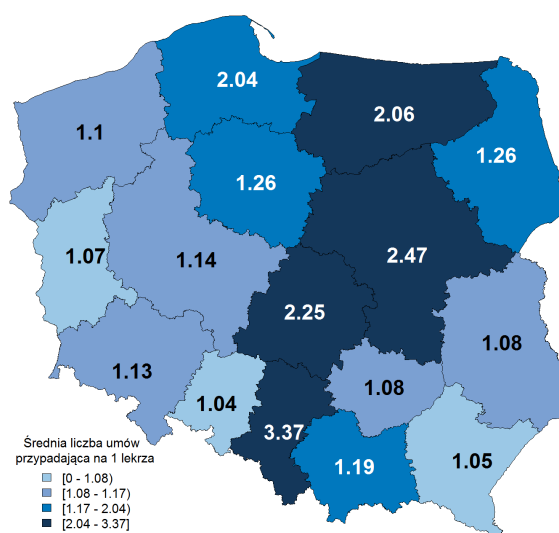 2.04
2.06
1.1
1.26
1.26
1.07
1.14
2.47
2.25
1.13
1.08
1.08
1.04
3.37
1.19
1.05
Średnia liczba umów
przypadająca na 1 lekrza
[0 - 1.08)
[1.08 - 1.17)
[1.17 - 2.04)
[2.04 - 3.37]